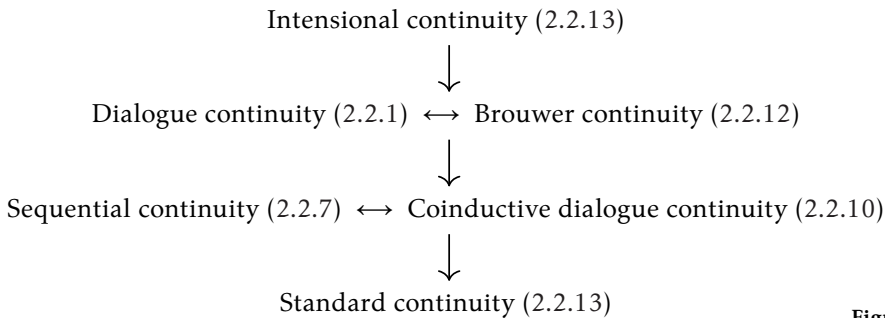 Intensional continuity (2.2.13)
Dialogue continuity (2.2.1) ↔ Brouwer continuity (2.2.12)
Sequential continuity (2.2.7) ↔ Coinductive dialogue continuity (2.2.10)
Standard continuity (2.2.13)